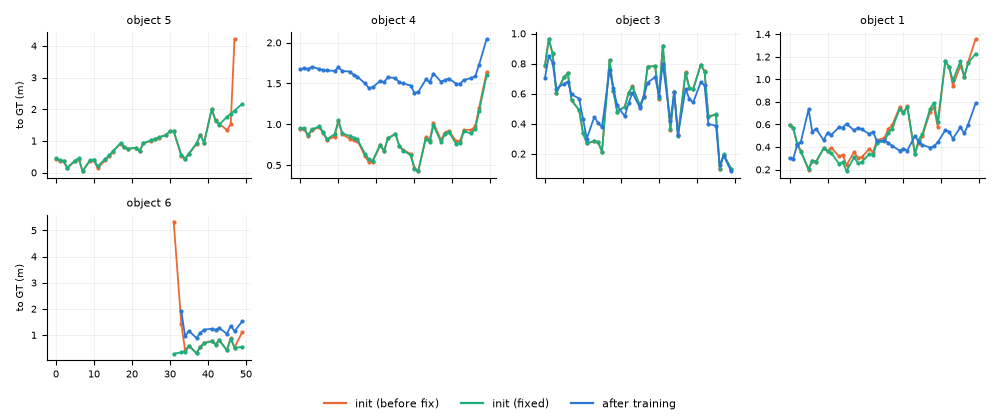 object 5
object 4
object 3
object 1
to GT (m)
4
3
2
1
0
2.0
1.5
1.0
0.5
1.0
0.8
0.6
0.4
0.2
1.4
1.2
1.0
0.8
0.6
0.4
0.2
object 6
to GT (m)
5
4
3
2
1
0 10 20 30 40 50
init (before fix) init (fixed) after training